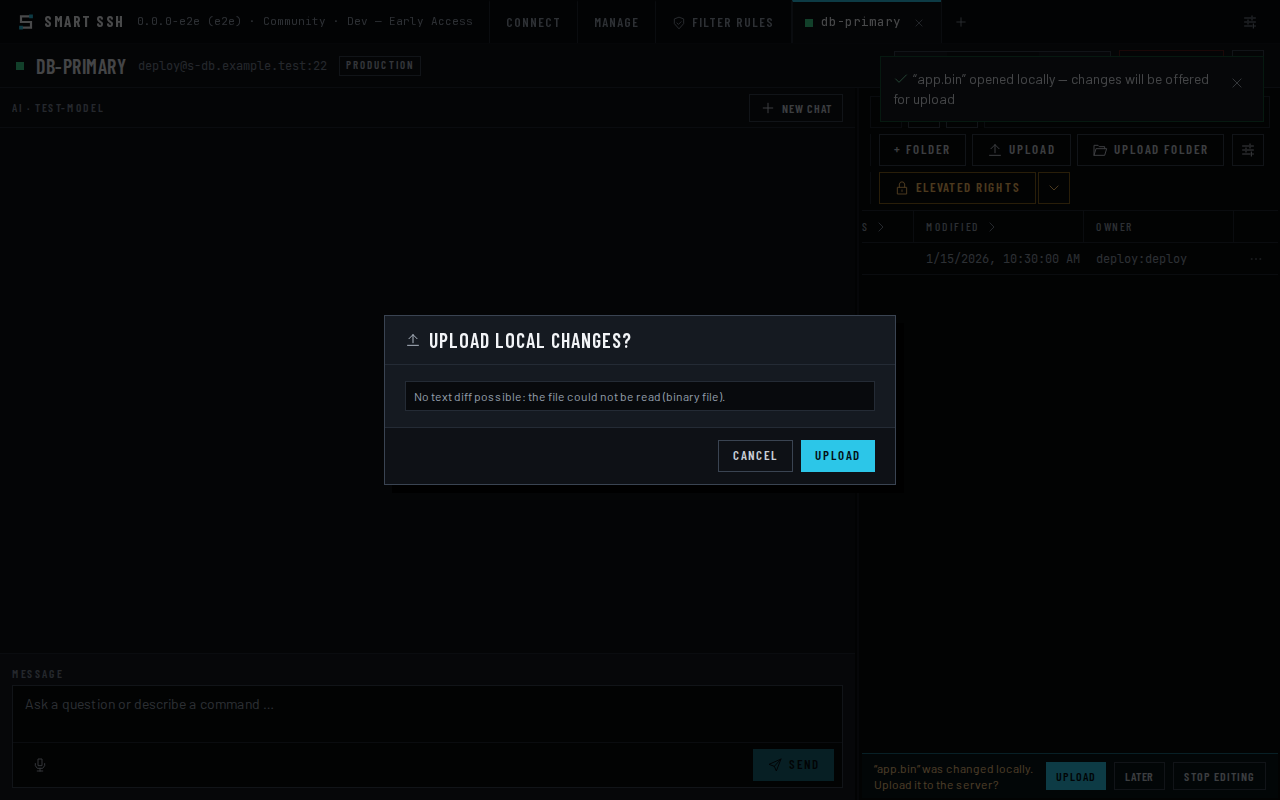 SMART SSH 0.0.0-e2e (e2e) · Community · Dev — Early Access CONNECT MANAGE FILTER RULES db-primary
DB-PRIMARY deploy@s-db.example.test:22 PRODUCTION
“app.bin” opened locally — changes will be offered
for upload
AI · TEST-MODEL NEW CHAT
+ FOLDER UPLOAD UPLOAD FOLDER
ELEVATED RIGHTS
S MODIFIED OWNER
1/15/2026, 10:30:00 AM deploy:deploy ...
UPLOAD LOCAL CHANGES?
No text diff possible: the file could not be read (binary file).
CANCEL UPLOAD
MESSAGE
Ask a question or describe a command ...
SEND
“app.bin” was changed locally.
Upload it to the server?
UPLOAD LATER STOP EDITING